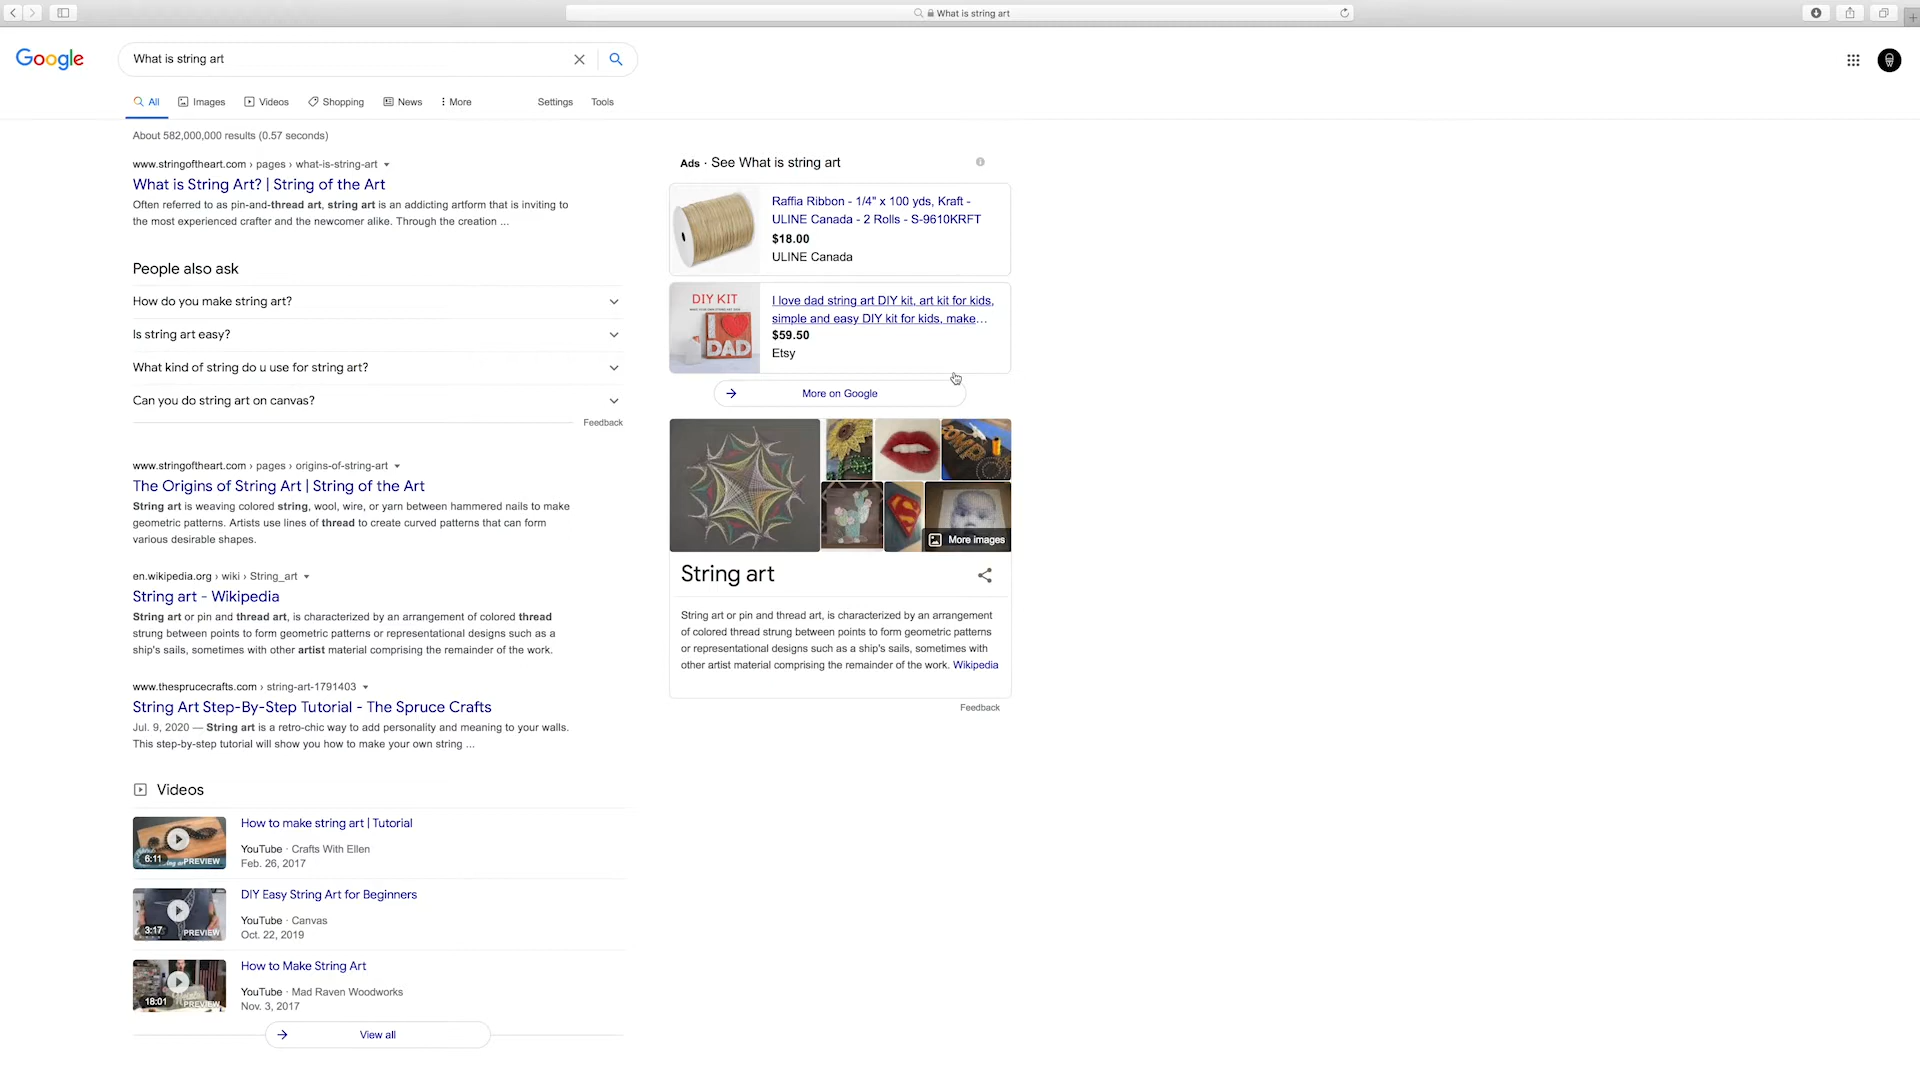 What is string art
Google
What is string art
All Images Videos Shopping News More Settings Tools
About 582,000,000 results (0.57 seconds)
www.stringoftheart.com › pages › what-is-string-art
What is String Art? | String of the Art
Often referred to as pin-and-thread art, string art is an addicting artform that is inviting to
the most experienced crafter and the newcomer alike. Through the creation ...
People also ask
How do you make string art?
Is string art easy?
What kind of string do u use for string art?
Can you do string art on canvas?
Feedback
www.stringoftheart.com › pages › origins-of-string-art
The Origins of String Art | String of the Art
String art is weaving colored string, wool, wire, or yarn between hammered nails to make
geometric patterns. Artists use lines of thread to create curved patterns that can form
various desirable shapes.
en.wikipedia.org › wiki › String_art
String art - Wikipedia
String art or pin and thread art, is characterized by an arrangement of colored thread
strung between points to form geometric patterns or representational designs such as a
ship's sails, sometimes with other artist material comprising the remainder of the work.
www.thesprucecrafts.com › string-art-1791403
String Art Step-By-Step Tutorial - The Spruce Crafts
Jul. 9, 2020 — String art is a retro-chic way to add personality and meaning to your walls.
This step-by-step tutorial will show you how to make your own string ...
Videos
6:11 PREVIEW
How to make string art | Tutorial
YouTube · Crafts With Ellen
Feb. 26, 2017
3:17 PREVIEW
DIY Easy String Art for Beginners
YouTube · Canvas
Oct. 22, 2019
18:01 PREVIEW
How to Make String Art
YouTube · Mad Raven Woodworks
Nov. 3, 2017
View all
Ads · See What is string art
Raffia Ribbon - 1/4" x 100 yds, Kraft -
ULINE Canada - 2 Rolls - S-9610KRFT
$18.00
ULINE Canada
DIY KIT
I
DAD
I love dad string art DIY kit, art kit for kids,
simple and easy DIY kit for kids, make…
$59.50
Etsy
More on Google
More images
String art
String art or pin and thread art, is characterized by an arrangement
of colored thread strung between points to form geometric patterns
or representational designs such as a ship's sails, sometimes with
other artist material comprising the remainder of the work. Wikipedia
Feedback